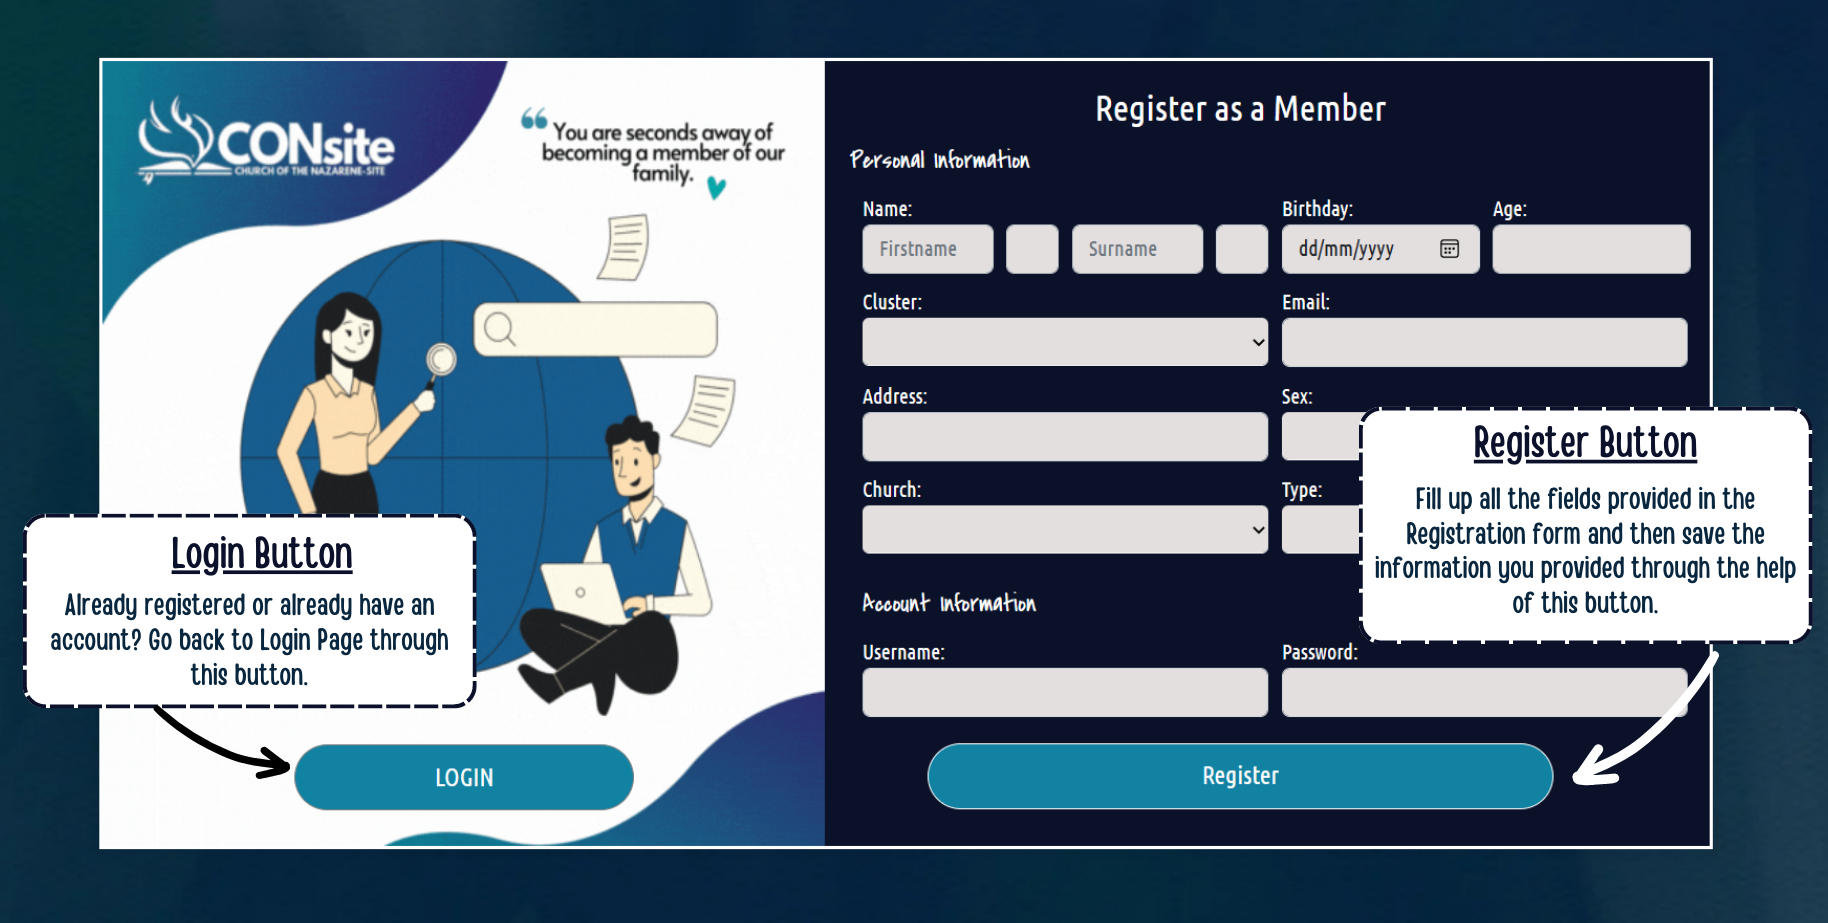 CONsite
CHURCH OF THE NAZARENE-SITE
“ You are seconds away of
becoming a member of our
family.
Register as a Member
Personal Information
Name:
Birthday:
Age:
Firstname
Surname
dd/mm/yyyy
Cluster:
Email:
Address:
Sex:
Church:
Type:
Account Information
Username:
Password:
Register
LOGIN
Login Button
Already registered or already have an
account? Go back to Login Page through
this button.
Register Button
Fill up all the fields provided in the
Registration form and then save the
information you provided through the help
of this button.